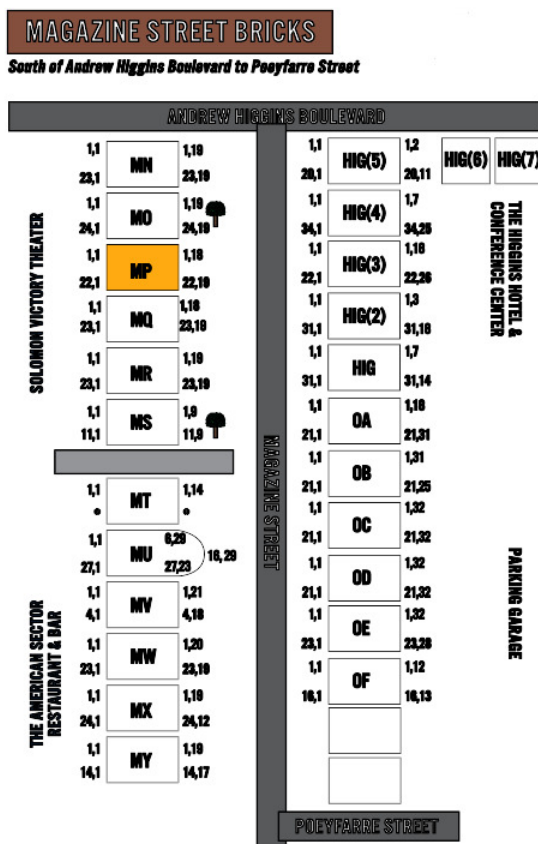 MAGAZINE STREET BRICKS
South of Andrew Higgins Boulevard to Poeyfarre Street
ANDREW HIGGINS BOULEVARD
SOLOMON VICTORY THEATER
1,1 MN 1,19
23,1 23,19
1,1 MO 1,19
24,1 24,19
1,1 MP 1,18
22,1 22,19
1,1 MQ 1,18
23,1 23,19
1,1 MR 1,19
23,1 23,19
1,1 MS 1,9
11,1 11,9
THE AMERICAN SECTOR
RESTAURANT & BAR
1,1 MT 1,14
* *
1,1 MU 6,29
27,1 27,23 18, 29
1,1 MV 1,21
4,1 4,18
1,1 MW 1,20
23,1 23,19
1,1 MX 1,19
24,1 24,12
1,1 MY 1,19
14,1 14,17
MAGAZINE STREET
1,1 HIG(5) 1,2 HIG(6) HIG(7)
20,1 20,11
1,1 HIG(4) 1,7
34,1 34,25
1,1 HIG(3) 1,18
22,1 22,26
1,1 HIG(2) 1,3
31,1 31,18
1,1 HIG 1,7
31,1 31,14
1,1 OA 1,18
21,1 21,31
1,1 OB 1,31
21,1 21,25
1,1 OC 1,32
21,1 21,32
1,1 OD 1,32
21,1 21,32
1,1 OE 1,32
23,1 23,28
1,1 OF 1,12
16,1 16,13
THE HIGGINS HOTEL &
CONFERENCE CENTER
PARKING GARAGE
POEYFARRE STREET